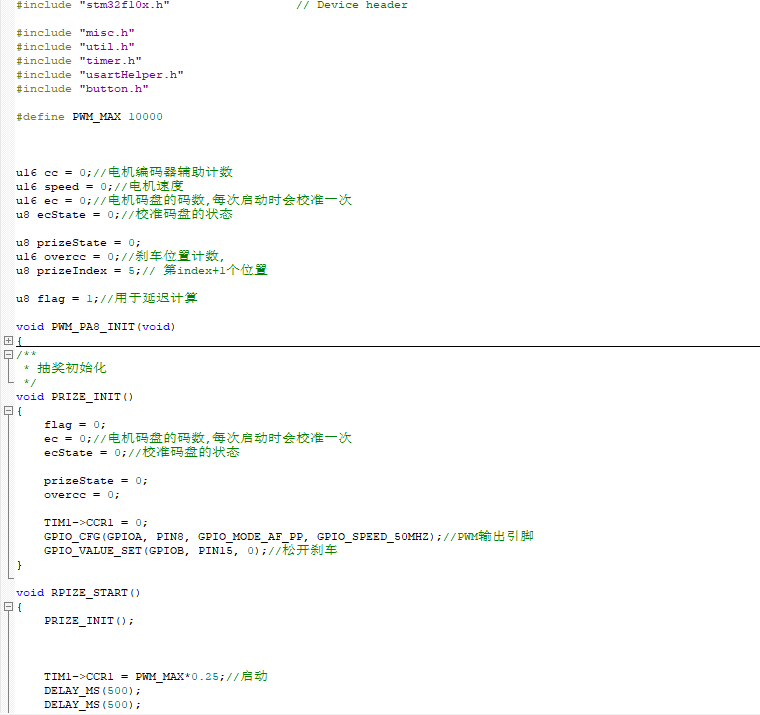 #include "stm32f10x.h"                  // Device header
#include "misc.h"
#include "util.h"
#include "timer.h"
#include "usartHelper.h"
#include "button.h"
#define PWM_MAX 10000
u16 cc = 0;//电机编码器辅助计数
u16 speed = 0;//电机速度
u16 ec = 0;//电机码盘的码数,每次启动时会校准一次
u8 ecState = 0;//校准码盘的状态
u8 prizeState = 0;
u16 overcc = 0;//刹车位置计数,
u8 prizeIndex = 5;// 第index+1个位置
u8 flag = 1;//用于延迟计算
void PWM_PA8_INIT(void)
{
/**
 * 抽奖初始化
 */
void PRIZE_INIT()
{
    flag = 0;
    ec = 0;//电机码盘的码数,每次启动时会校准一次
    ecState = 0;//校准码盘的状态
    prizeState = 0;
    overcc = 0;
    TIM1->CCR1 = 0;
    GPIO_CFG(GPIOA, PIN8, GPIO_MODE_AF_PP, GPIO_SPEED_50MHZ);//PWM输出引脚
    GPIO_VALUE_SET(GPIOB, PIN15, 0);//松开刹车
}
void RPIZE_START()
{
    PRIZE_INIT();
    TIM1->CCR1 = PWM_MAX*0.25;//启动
    DELAY_MS(500);
    DELAY_MS(500);